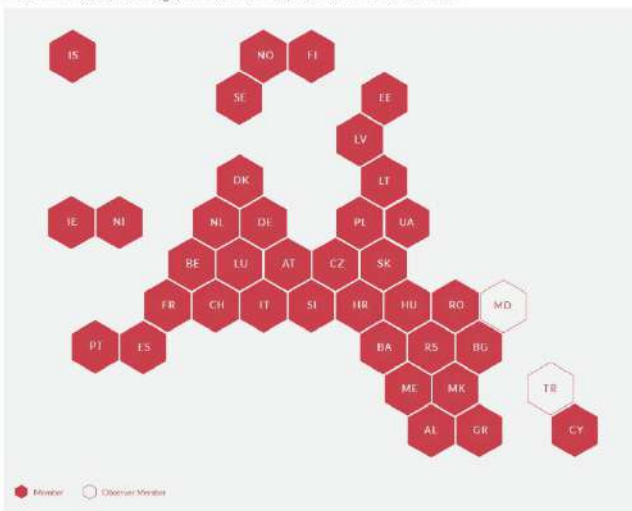 IS
NO FI
SE
EE
LV
DK
LT
IE NI
NL DE
PL UA
BE LU AT CZ SK
FR CH IT SI HR HU RO MD
PT ES
BA RS BG
ME MK
TR
AL GR
CY
Member
Observer Member